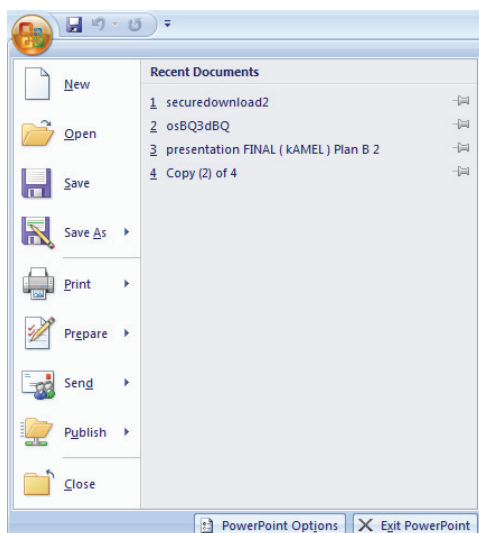 New
Open
Save
Save As
Print
Prepare
Send
Publish
Close
Recent Documents
1 securedownload2
2 osBQ3dBQ
3 presentation FINAL ( kAMEL ) Plan B 2
4 Copy (2) of 4
PowerPoint Options
Exit PowerPoint